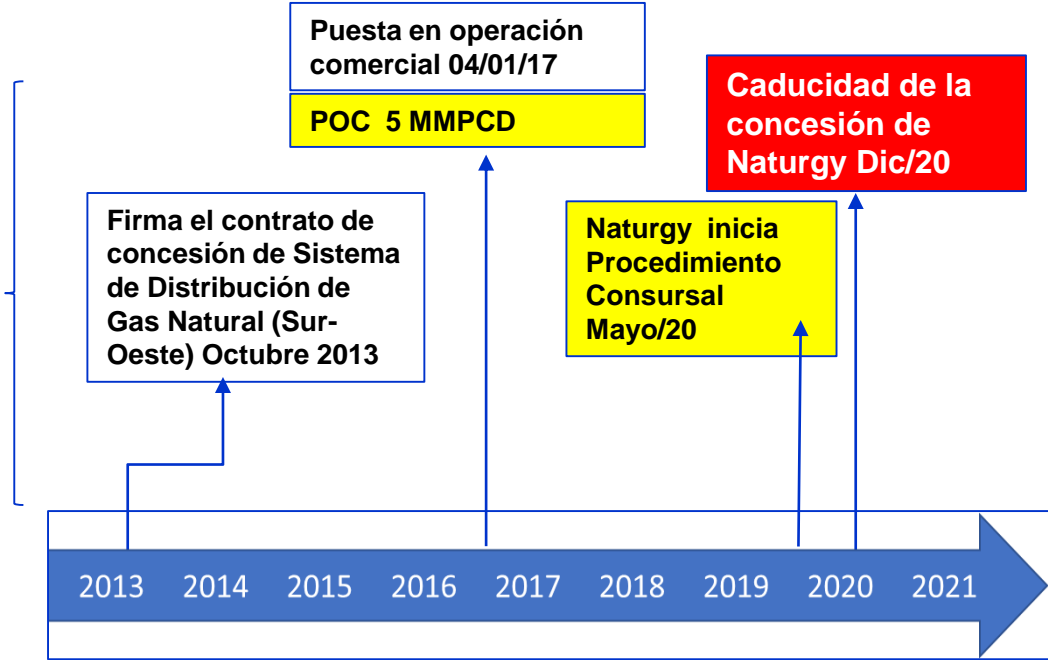 Puesta en operación
comercial 04/01/17
POC 5 MMPCD
Caducidad de la
concesión de
Naturgy Dic/20
Firma el contrato de
concesión de Sistema
de Distribución de
Gas Natural (Sur-
Oeste) Octubre 2013
Naturgy inicia
Procedimiento
Consursal
Mayo/20
2013 2014 2015 2016 2017 2018 2019 2020 2021